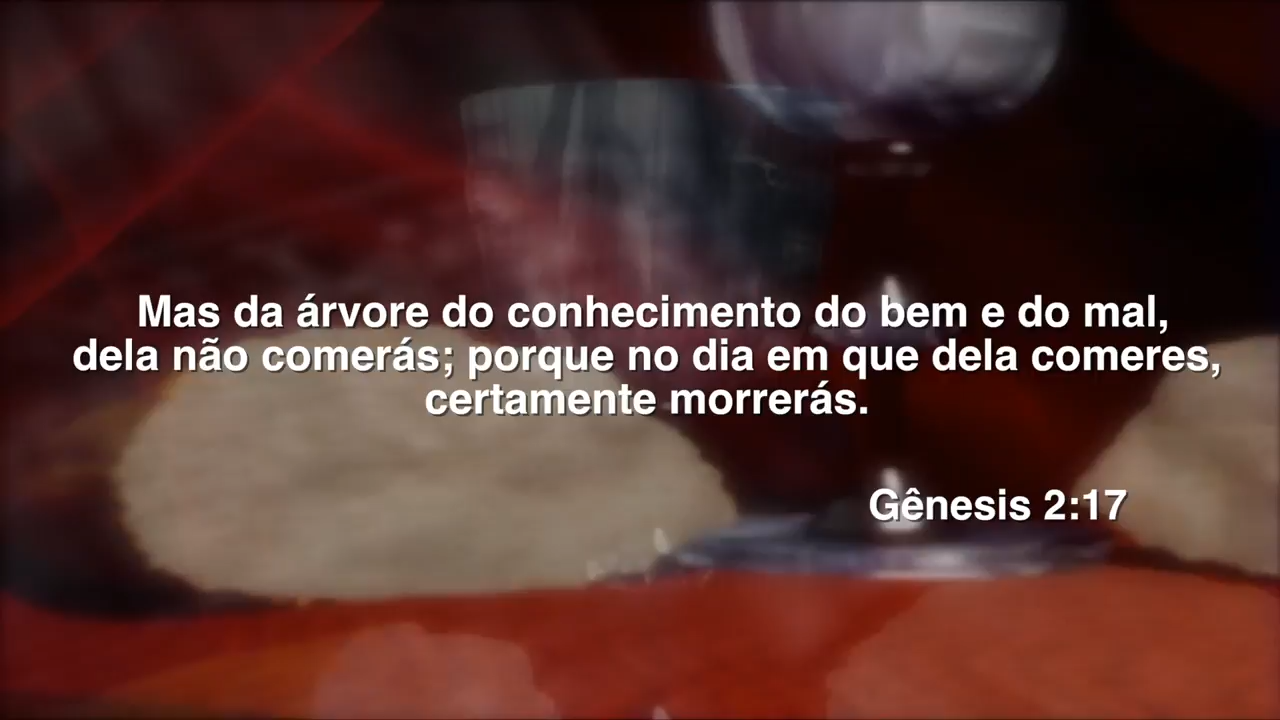 Mas da árvore do conhecimento do bem e do mal,
dela não comerás; porque no dia em que dela comeres,
certamente morrerás.
Gênesis 2:17